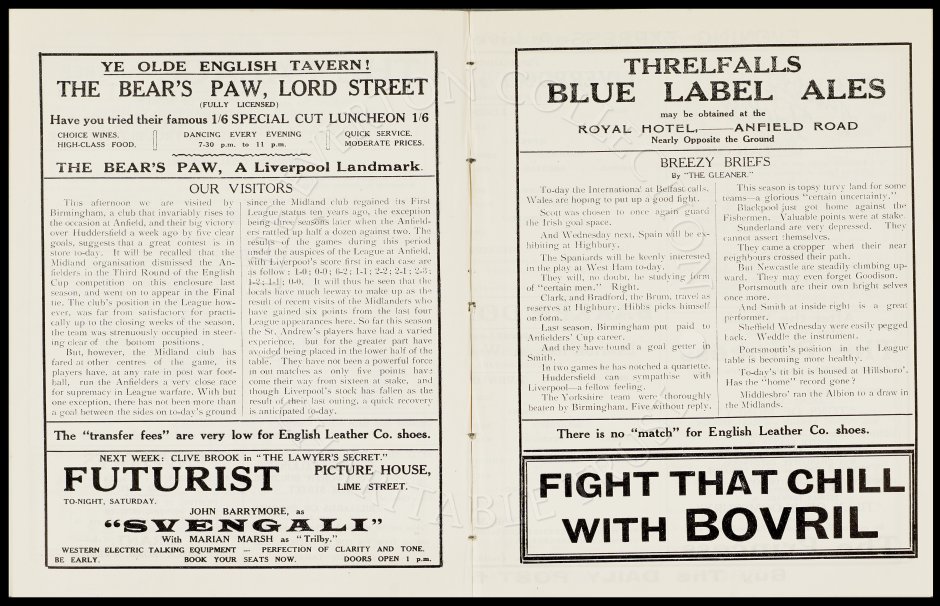 YE OLDE ENGLISH TAVERN!
THE BEAR'S PAW, LORD STREET
(FULLY LICENSED)
Have you tried their famous 1/6 SPECIAL CUT LUNCHEON 1/6
CHOICE WINES.
HIGH-CLASS FOOD.
DANCING EVERY EVENING
7-30 p.m. to 11 p.m.
QUICK SERVICE.
MODERATE PRICES.
THE BEAR'S PAW, A Liverpool Landmark.
OUR VISITORS
This afternoon we are visited by
Birmingham, a club that invariably rises to
the occasion at Anfield, and their big victory
over Huddersfield a week ago by five clear
goals, suggests that a great contest is in
store to-day. It will be recalled that the
Midland organisation dismissed the An-
fielders in the Third Round of the English
Cup competition on this enclosure last
season, and went on to appear in the Final
tie. The club's position in the League how-
ever, was far from satisfactory for practi-
cally up to the closing weeks of the season,
the team was strenuously occupied in steer-
ing clear of the bottom positions.
But, however, the Midland club has
fared at other centres of the game, its
players have, at any rate in post war foot-
ball, run the Anfielders a very close race
for supremacy in League warfare. With but
one exception, there has not been more than
a goal between the sides on to-day's ground
since the Midland club regained its First
League status ten years ago, the exception
being three seasons later when the Anfield-
ers rattled up half a dozen against two. The
results of the games during this period
under the auspices of the League at Anfield,
with Liverpool's score first in each case are
as follow: 1-0; 0-0; 6-2; 1-1; 2-2; 2-1; 2-3;
1-2; 1-1; 0-0. It will thus be seen that the
locals have much leeway to make up as the
result of recent visits of the Midlanders who
have gained six points from the last four
League appearances here. So far this season
the St. Andrew's players have had a varied
experience, but for the greater part have
avoided being placed in the lower half of the
table. They have not been a powerful force
in out matches as only five points have
come their way from sixteen at stake, and
though Liverpool's stock has fallen as the
result of their last outing, a quick recovery
is anticipated to-day.
The "transfer fees" are very low for English Leather Co. shoes.
NEXT WEEK: CLIVE BROOK in "THE LAWYER'S SECRET."
FUTURIST
PICTURE HOUSE,
LIME STREET.
TO-NIGHT, SATURDAY.
JOHN BARRYMORE, as
"SVENGALI"
With MARIAN MARSH as "Trilby."
WESTERN ELECTRIC TALKING EQUIPMENT — PERFECTION OF CLARITY AND TONE.
BE EARLY. BOOK YOUR SEATS NOW. DOORS OPEN 1 p.m.
THRELFALLS
BLUE LABEL ALES
may be obtained at the
ROYAL HOTEL,—ANFIELD ROAD
Nearly Opposite the Ground
BREEZY BRIEFS
By "THE GLEANER."
To-day the International at Belfast calls.
Wales are hoping to put up a good fight.
Scott was chosen to once again guard
the Irish goal space.
And Wednesday next, Spain will be ex-
hibiting at Highbury.
The Spaniards will be keenly interested
in the play at West Ham to-day.
They will, no doubt, be studying form
of "certain men." Right.
Clark, and Bradford, the Brum, travel as
reserves at Highbury. Hibbs picks himself
on form.
Last season, Birmingham put paid to
Anfielders' Cup career.
And they have found a goal getter in
Smith.
In two games he has notched a quartette.
Huddersfield can sympathise with
Liverpool—a fellow feeling.
The Yorkshire team were thoroughly
beaten by Birmingham. Five without reply.
This season is topsy turvy land for some
teams—a glorious "certain uncertainty."
Blackpool just got home against the
Fishermen. Valuable points were at stake.
Sunderland are very depressed. They
cannot assert themselves.
They came a cropper when their near
neighbours crossed their path.
But Newcastle are steadily climbing up-
ward. They may even forget Goodison.
Portsmouth are their own bright selves
once more.
And Smith at inside right is a great
performer.
Sheffield Wednesday were easily pegged
back. Weddle the instrument.
Portsmouth's position in the League
table is becoming more healthy.
To-day's tit bit is housed at Hillsboro'.
Has the "home" record gone?
Middlesbro' ran the Albion to a draw in
the Midlands.
There is no "match" for English Leather Co. shoes.
FIGHT THAT CHILL
WITH BOVRIL